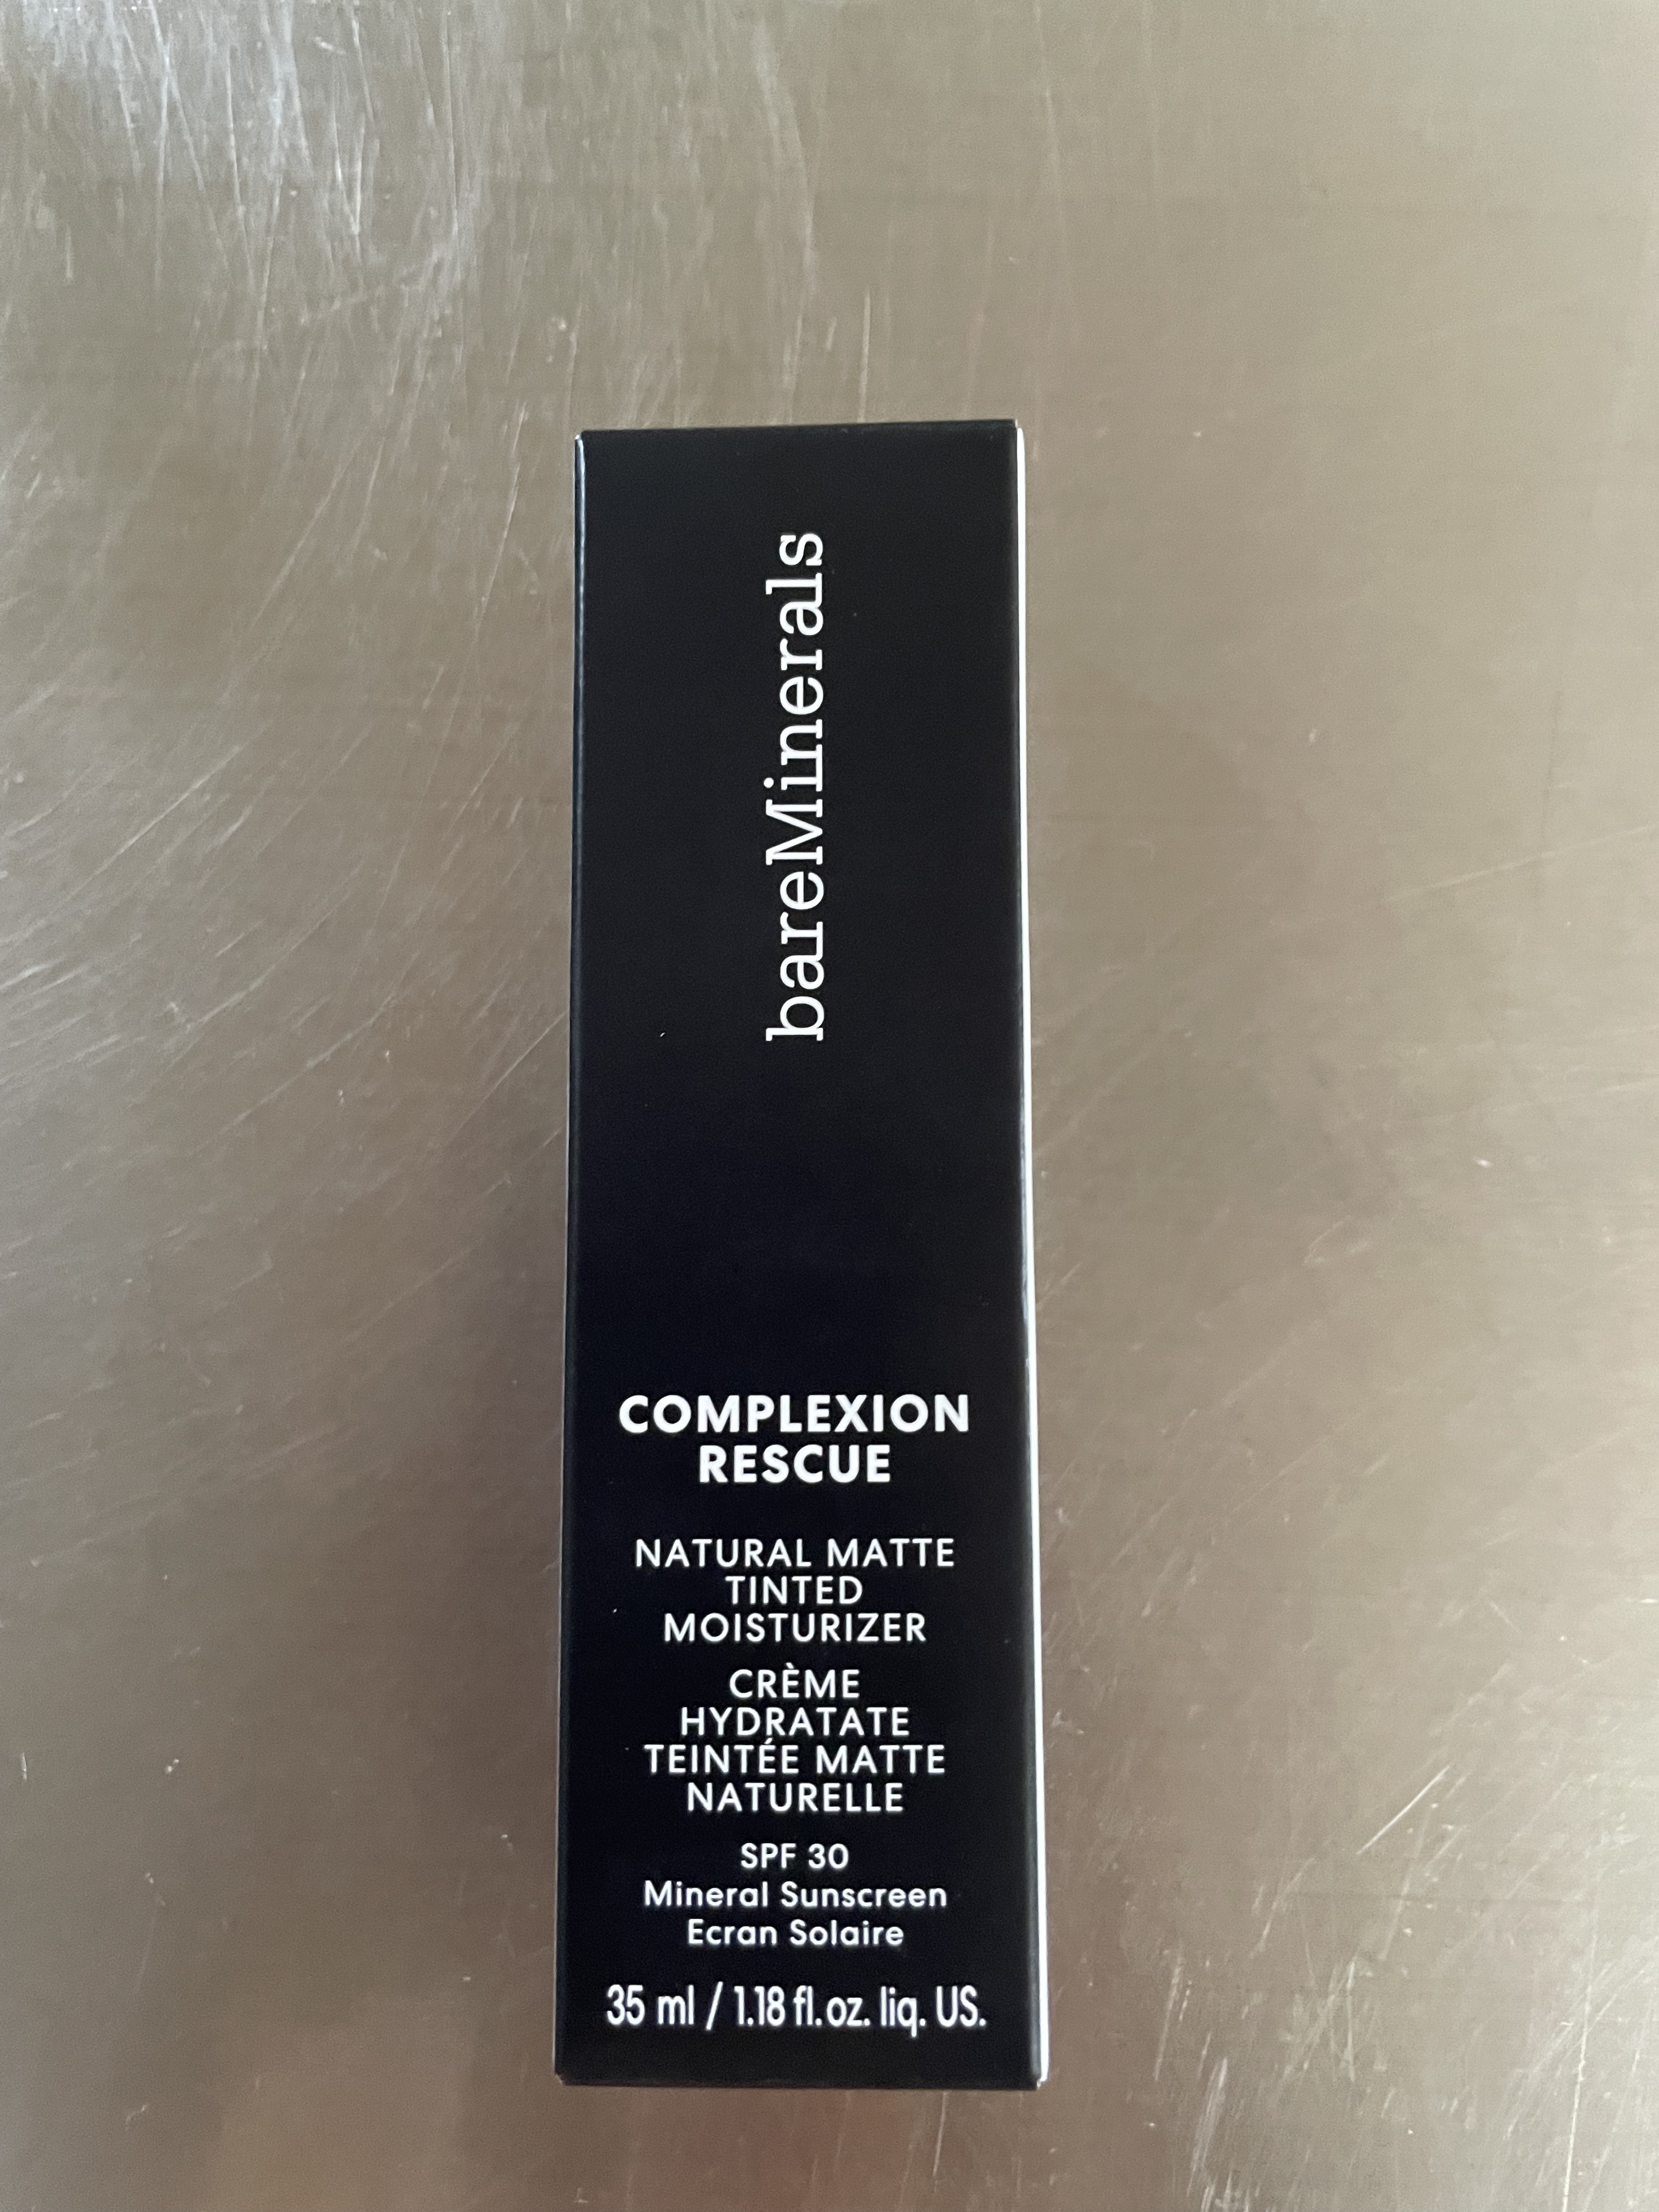 bareMinerals
COMPLEXION
RESCUE
NATURAL MATTE
TINTED
MOISTURIZER
CRÈME
HYDRATATE
TEINTÉE MATTE
NATURELLE
SPF 30
Mineral Sunscreen
Ecran Solaire
35 ml / 1.18 fl.oz. liq. US.